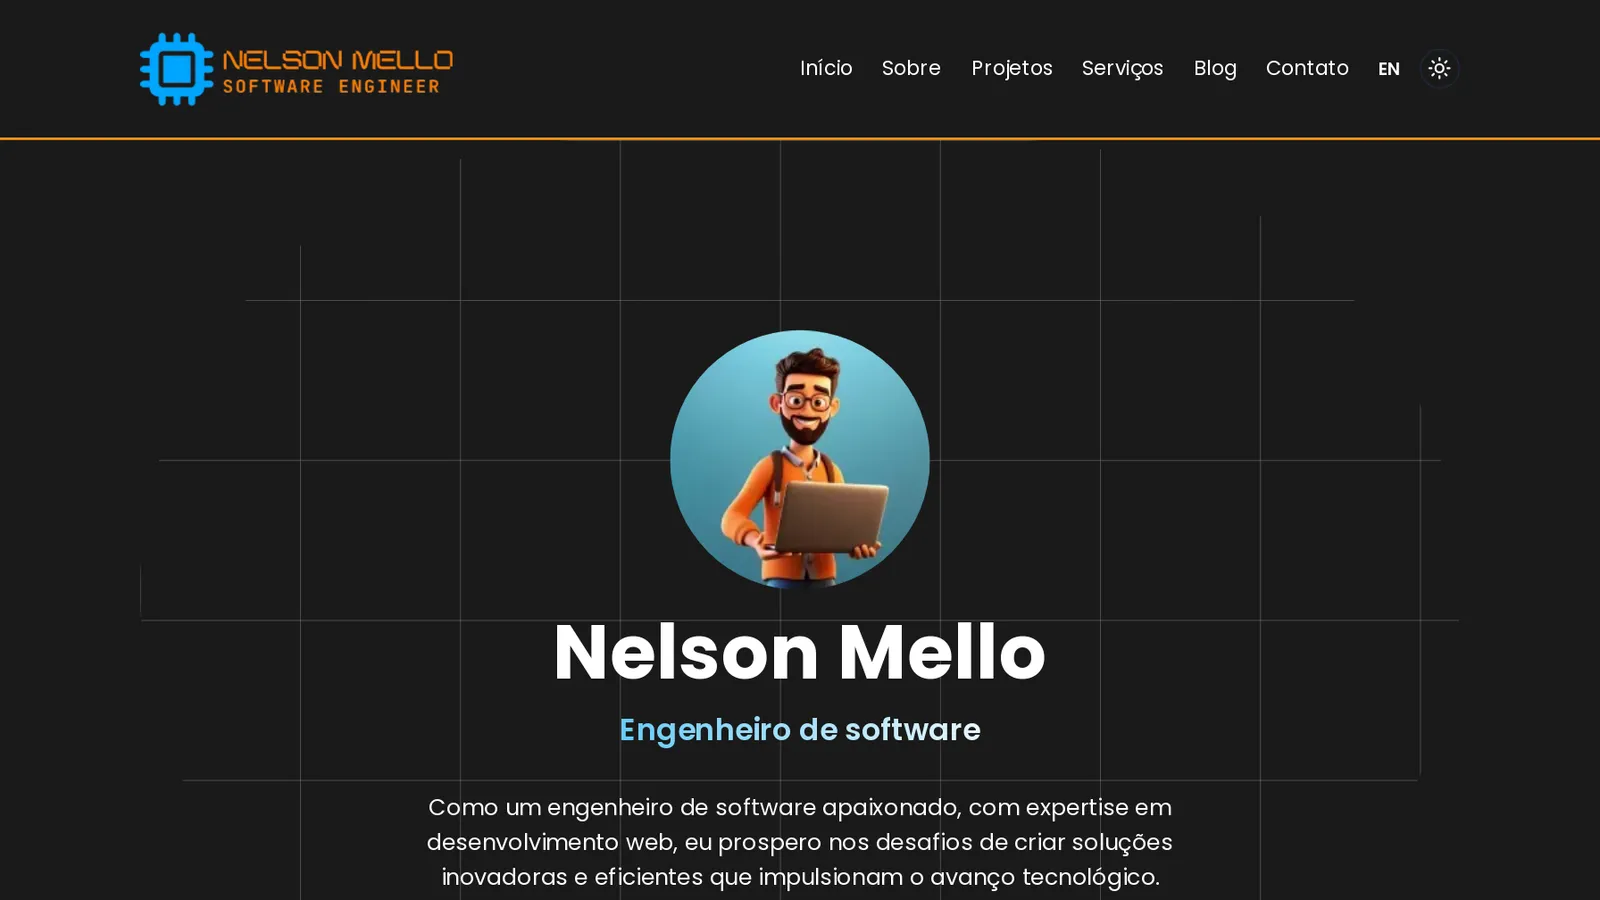 NELSON MELLO
SOFTWARE ENGINEER
Início Sobre Projetos Serviços Blog Contato EN
Nelson Mello
Engenheiro de software
Como um engenheiro de software apaixonado, com expertise em
desenvolvimento web, eu prospero nos desafios de criar soluções
inovadoras e eficientes que impulsionam o avanço tecnológico.